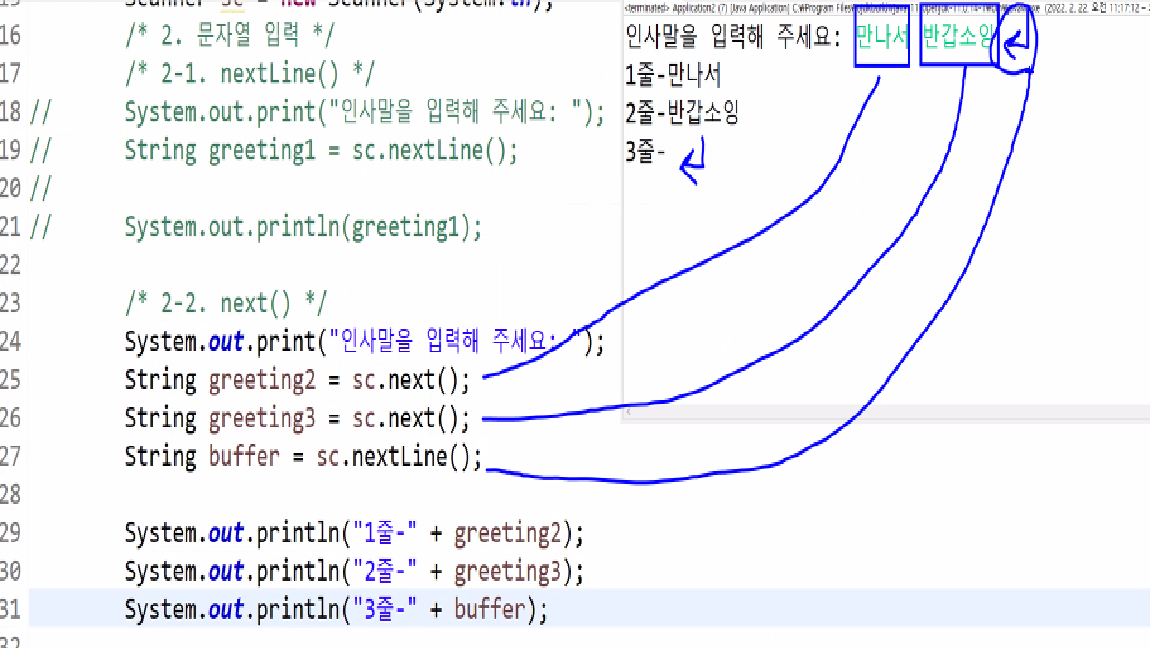 Scanner sc = new Scanner(System.in);
16 /* 2. 문자열 입력 */
17 /* 2-1. nextLine() */
18 // System.out.print("인사말을 입력해 주세요: ");
19 // String greeting1 = sc.nextLine();
20 //
21 // System.out.println(greeting1);
22
23 /* 2-2. next() */
24 System.out.print("인사말을 입력해 주세요: ");
25 String greeting2 = sc.next();
26 String greeting3 = sc.next();
27 String buffer = sc.nextLine();
28
29 System.out.println("1줄-" + greeting2);
30 System.out.println("2줄-" + greeting3);
31 System.out.println("3줄-" + buffer);
32
<terminated> Application2 (7) [Java Application] C:\Program Files (2022. 2. 22. 오전 11:17:12 –
인사말을 입력해 주세요: 만나서 반갑소잉
1줄-만나서
2줄-반갑소잉
3줄-